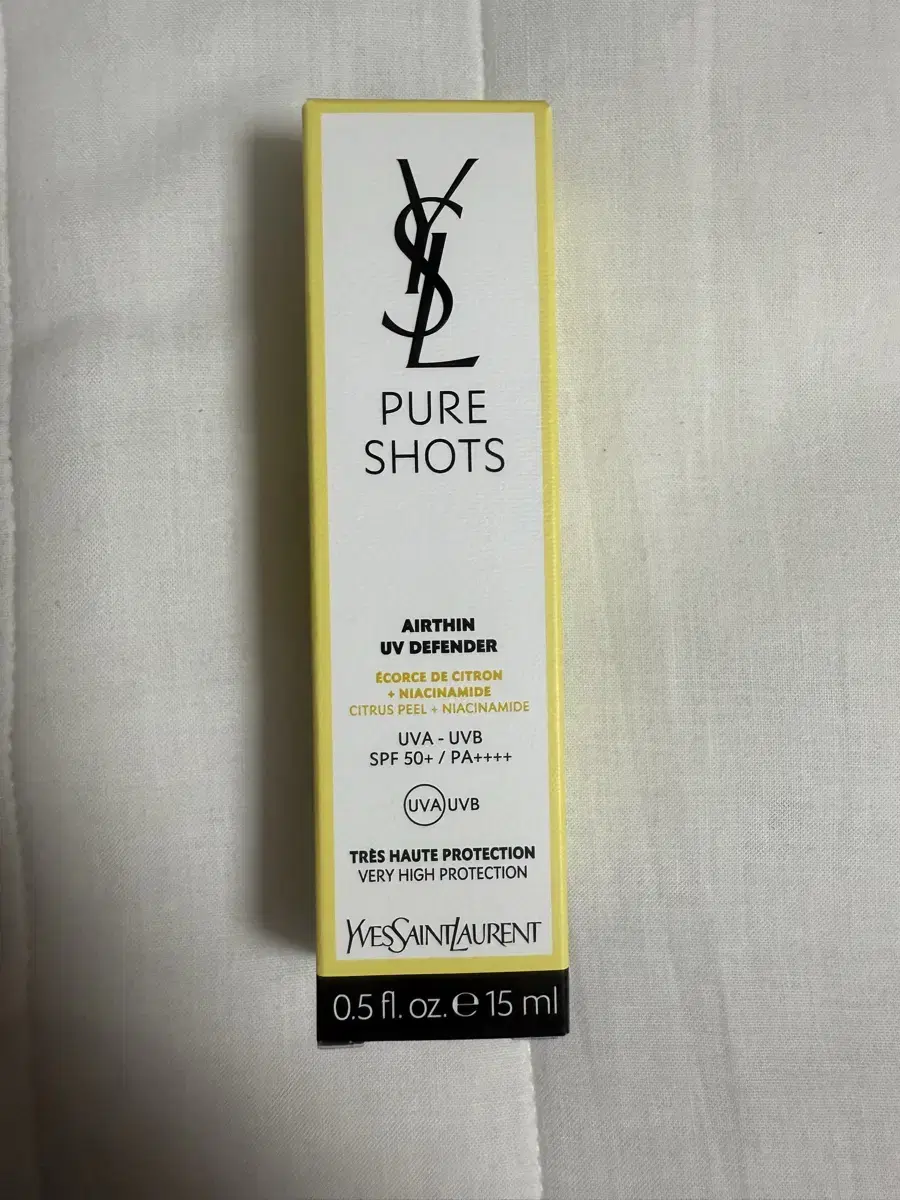 YSL
PURE
SHOTS
AIRTHIN
UV DEFENDER
ÉCORCE DE CITRON
+ NIACINAMIDE
CITRUS PEEL + NIACINAMIDE
UVA - UVB
SPF 50+ / PA++++
UVA UVB
TRÈS HAUTE PROTECTION
VERY HIGH PROTECTION
YVESSAINTLAURENT
0.5 fl. oz. ℮ 15 ml